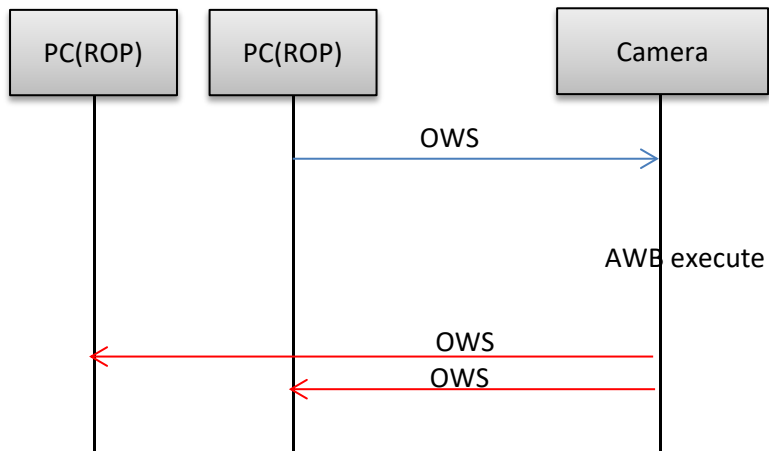 PC(ROP)
PC(ROP)
Camera
OWS
AWB execute
OWS
OWS